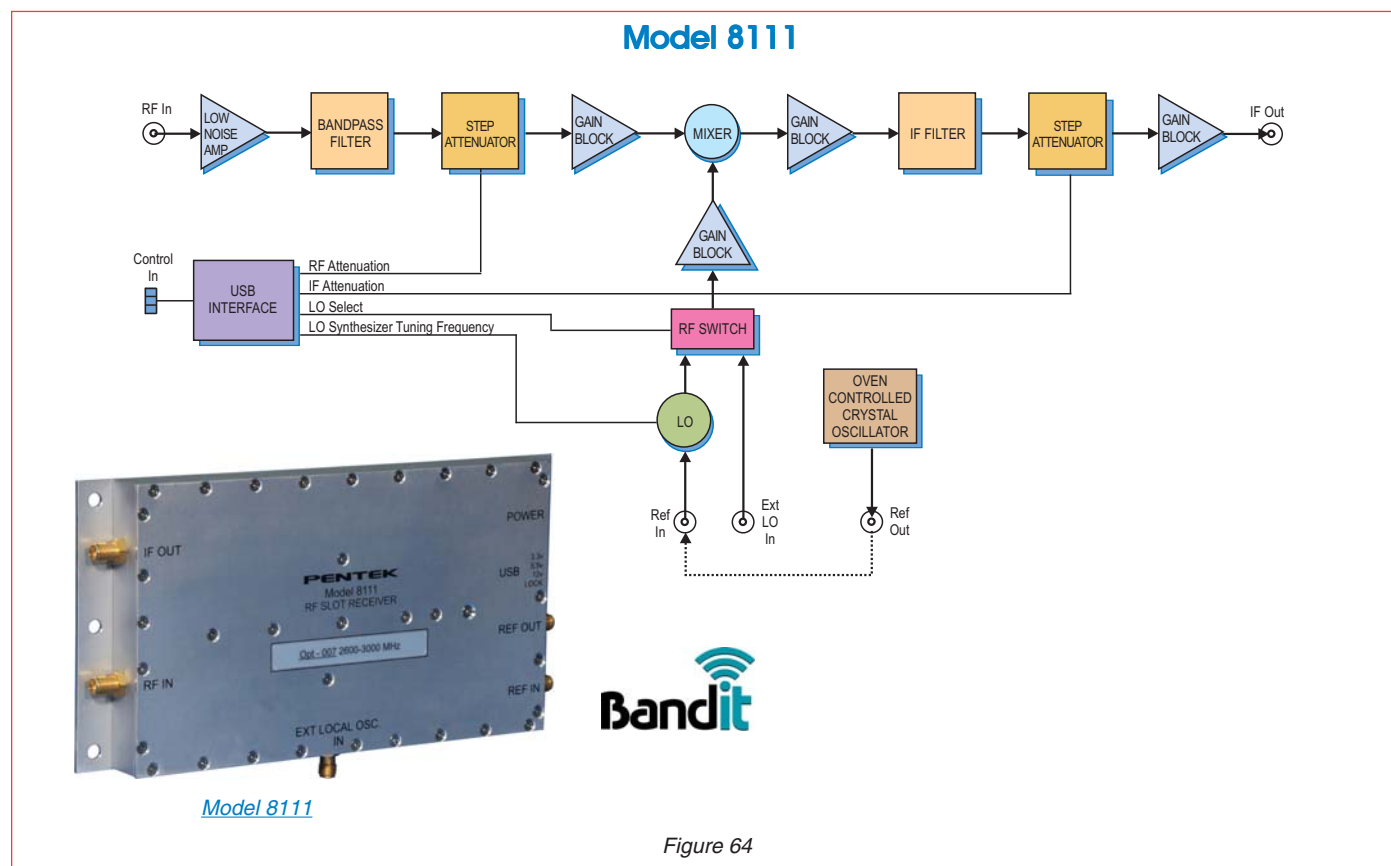 Model 8111
RF In
LOW
NOISE
AMP
BANDPASS
FILTER
STEP
ATTENUATOR
GAIN
BLOCK
MIXER
GAIN
BLOCK
IF FILTER
STEP
ATTENUATOR
GAIN
BLOCK
IF Out
GAIN
BLOCK
Control
In
USB
INTERFACE
RF Attenuation
IF Attenuation
LO Select
LO Synthesizer Tuning Frequency
RF SWITCH
LO
OVEN
CONTROLLED
CRYSTAL
OSCILLATOR
Ref
In
Ext
LO
In
Ref
Out
POWER
IF OUT
PENTEK
Model 8111
RF SLOT RECEIVER
USB
12v
LOCK
REF OUT
Opt - 007 2600-3000 MHz
RF IN
REF IN
EXT LOCAL OSC.
IN
Bandit
Model 8111
Figure 64